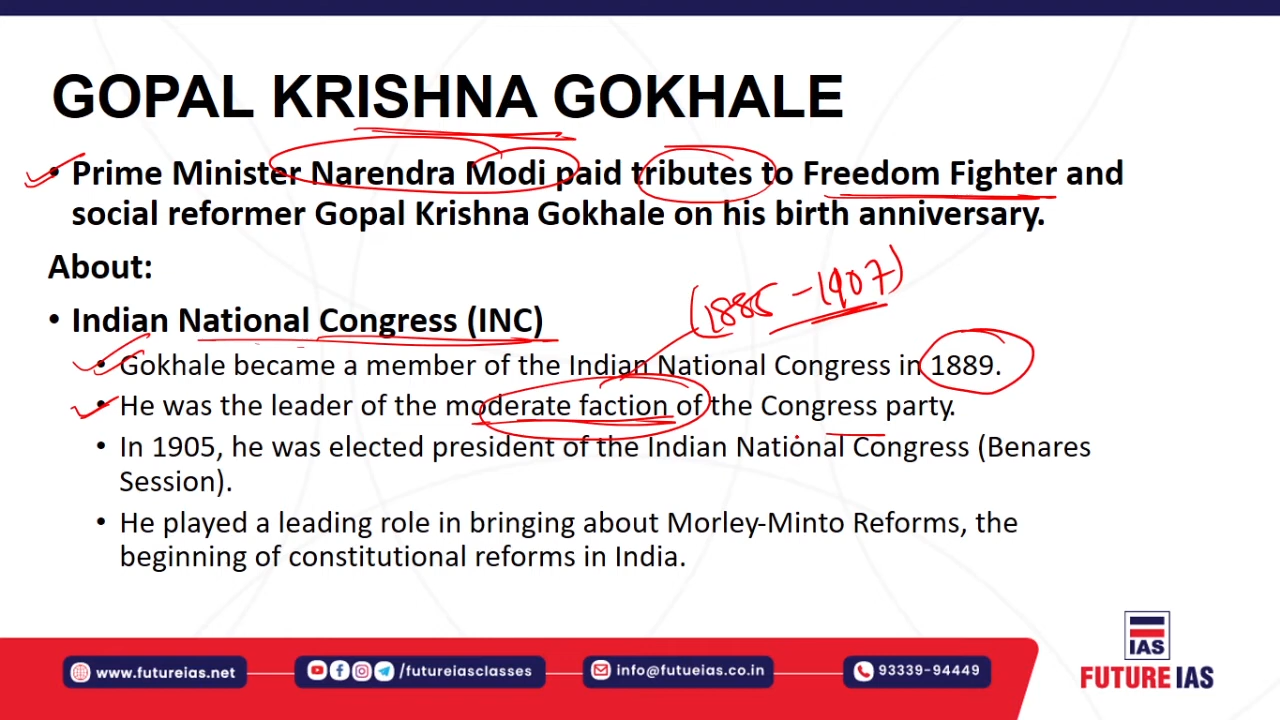 GOPAL KRISHNA GOKHALE
• Prime Minister Narendra Modi paid tributes to Freedom Fighter and
social reformer Gopal Krishna Gokhale on his birth anniversary.
About:
(1885 - 1907)
• Indian National Congress (INC)
• Gokhale became a member of the Indian National Congress in 1889.
• He was the leader of the moderate faction of the Congress party.
• In 1905, he was elected president of the Indian National Congress (Benares
Session).
• He played a leading role in bringing about Morley-Minto Reforms, the
beginning of constitutional reforms in India.
IAS
FUTURE IAS
www.futureias.net
/futureiasclasses
info@futueias.co.in
93339-94449